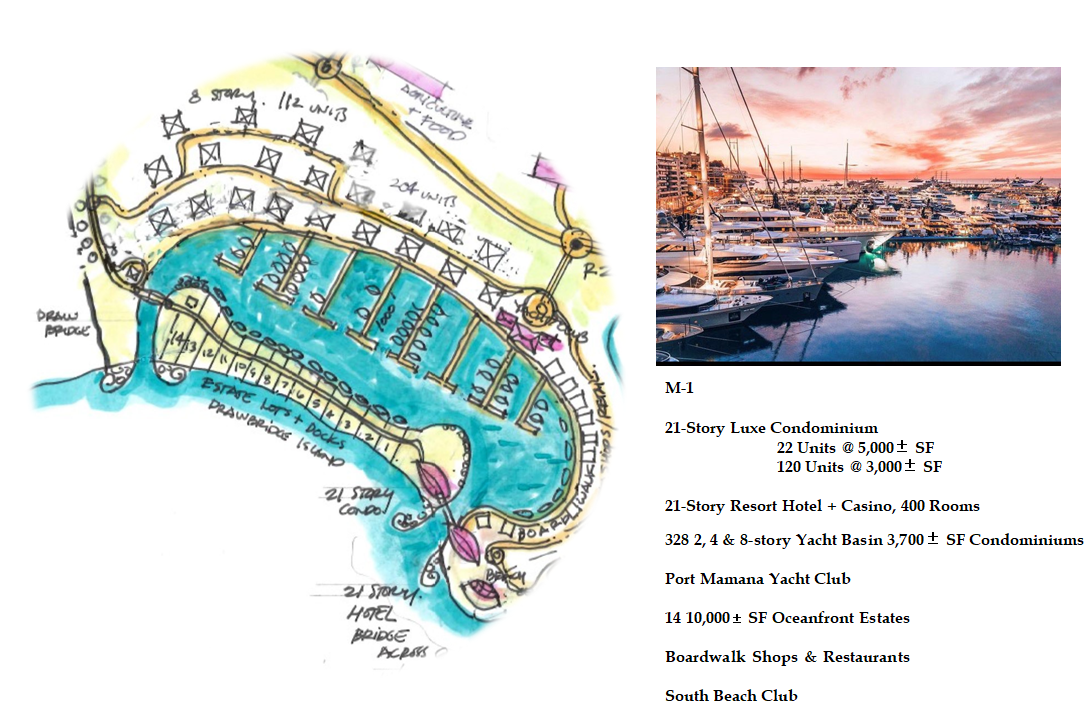 6
AGRICULTURE
+ FOOD
8 STORY. 112 UNITS
204 UNITS
R-2
DRAW
BRIDGE
YACHT CLUB
14 13 12 11 10 9 8 7 6 5 4 3 2 1
ESTATE LOTS + DOCKS
DRAWBRIDGE ISLAND
21 STORY
CONDO
BOARDWALK SHOPS
BEACH
21 STORY.
HOTEL
BRIDGE
ACROSS
M-1
21-Story Luxe Condominium
22 Units @ 5,000± SF
120 Units @ 3,000± SF
21-Story Resort Hotel + Casino, 400 Rooms
328 2, 4 & 8-story Yacht Basin 3,700± SF Condominiums
Port Mamana Yacht Club
14 10,000± SF Oceanfront Estates
Boardwalk Shops & Restaurants
South Beach Club